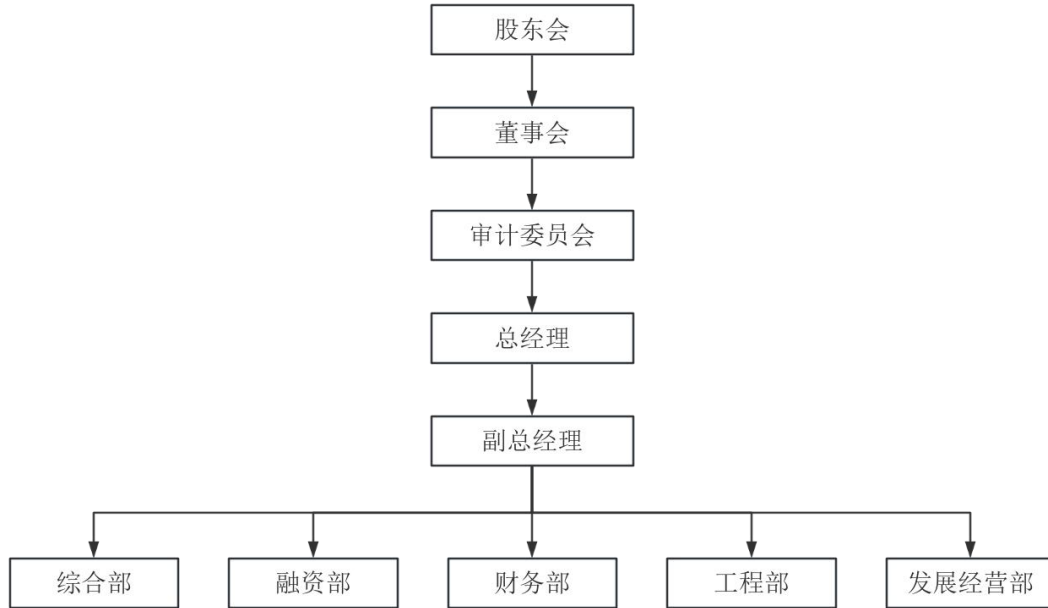 股东会
董事会
审计委员会
总经理
副总经理
综合部
融资部
财务部
工程部
发展经营部